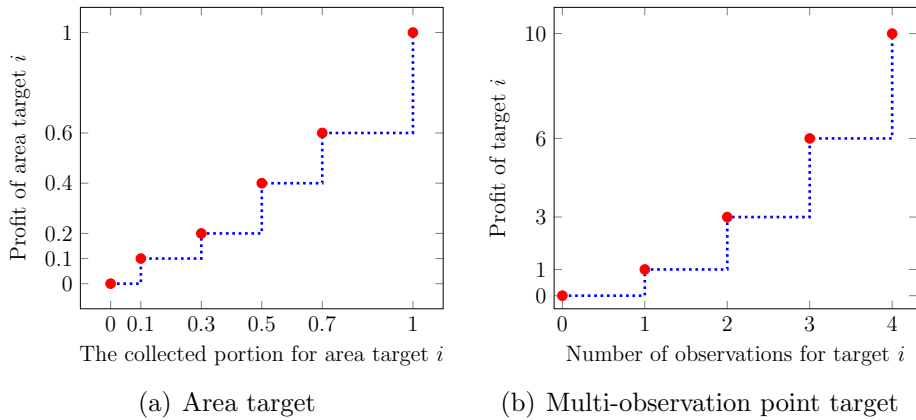 1
0.6
0.4
0.2
0.1
0
Profit of area target i
0 0.1 0.3 0.5 0.7 1
The collected portion for area target i
(a) Area target
10
6
3
1
0
Profit of target i
0 1 2 3 4
Number of observations for target i
(b) Multi-observation point target